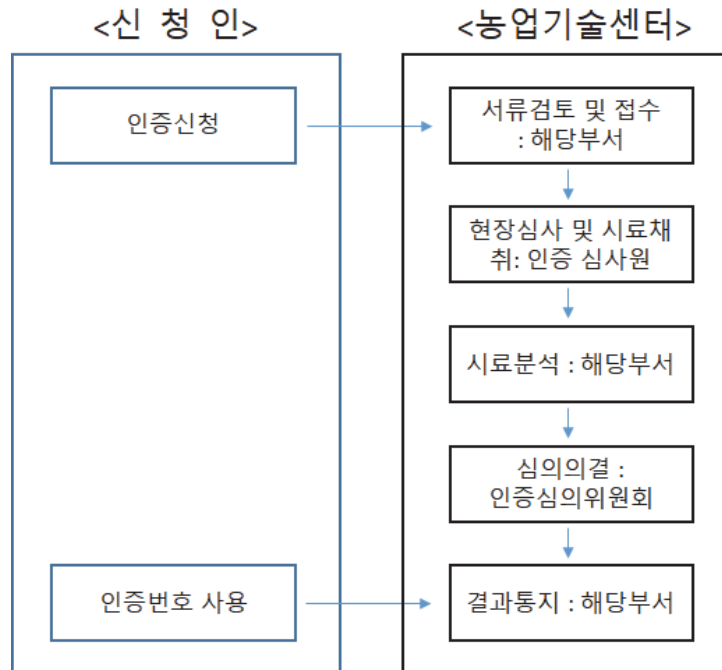 <신 청 인>
<농업기술센터>
인증신청
서류검토 및 접수
: 해당부서
현장심사 및 시료채
취: 인증 심사원
시료분석 : 해당부서
심의의결 :
인증심의위원회
인증번호 사용
결과통지 : 해당부서